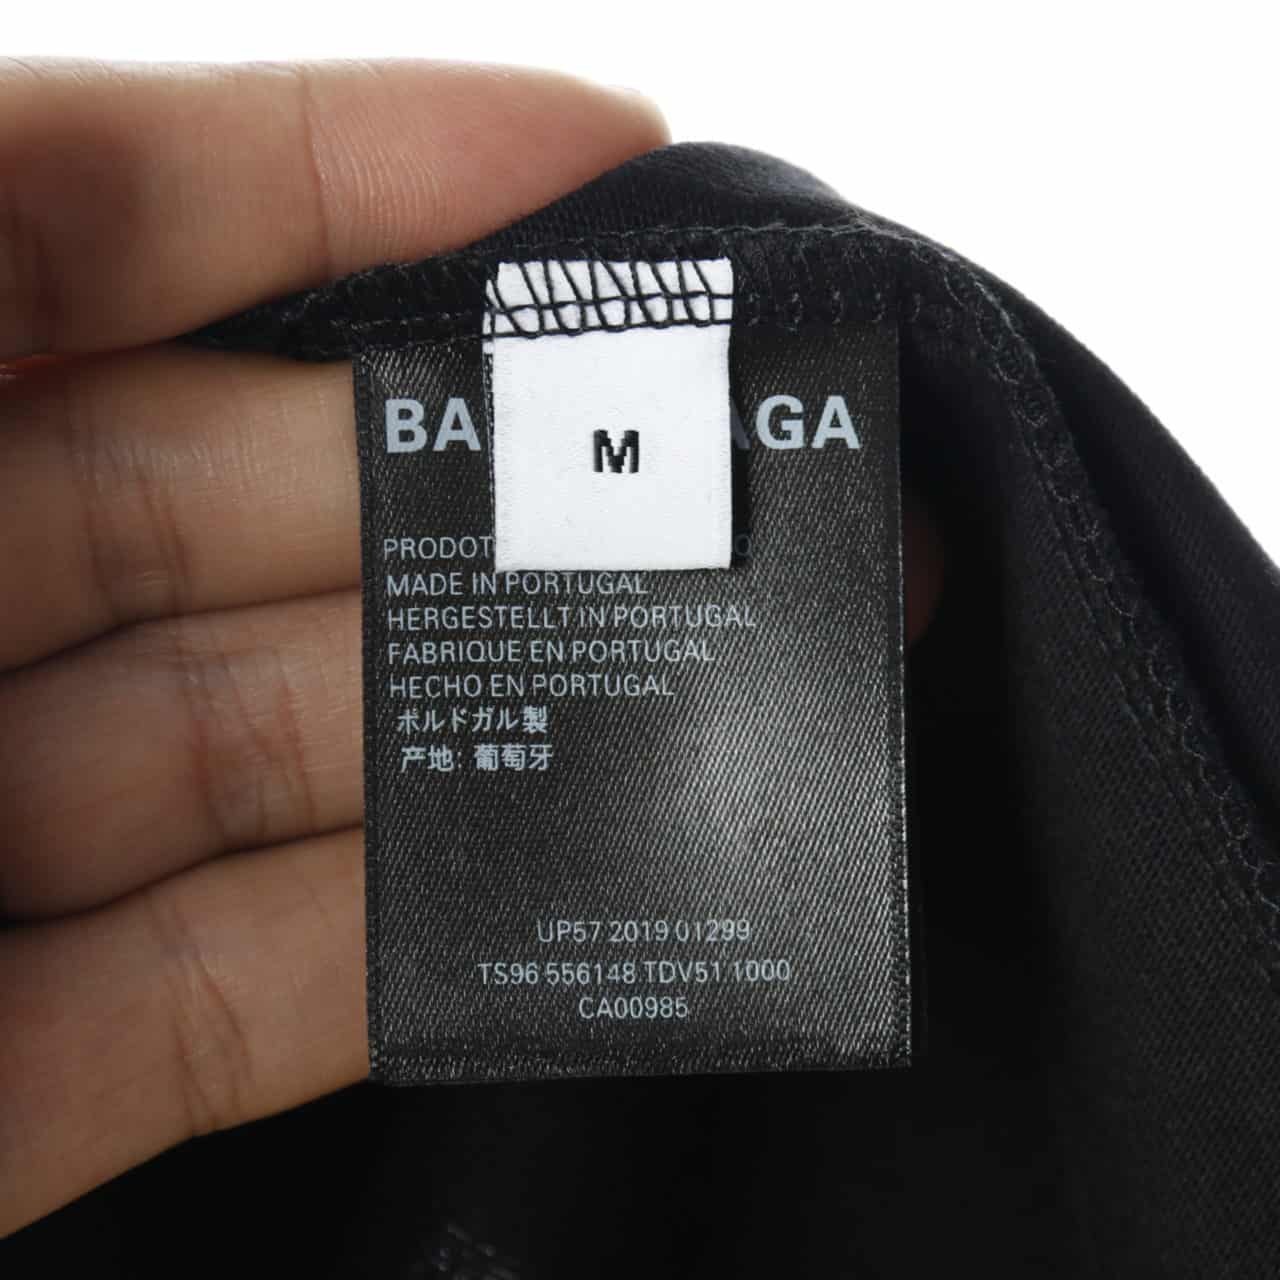 BA AGA
M
PRODOT O
MADE IN PORTUGAL
HERGESTELLT IN PORTUGAL
FABRIQUE EN PORTUGAL
HECHO EN PORTUGAL
ポルトガル製
产地: 葡萄牙
UP57 2019 01299
TS96 556148 TDV51 1000
CA00985